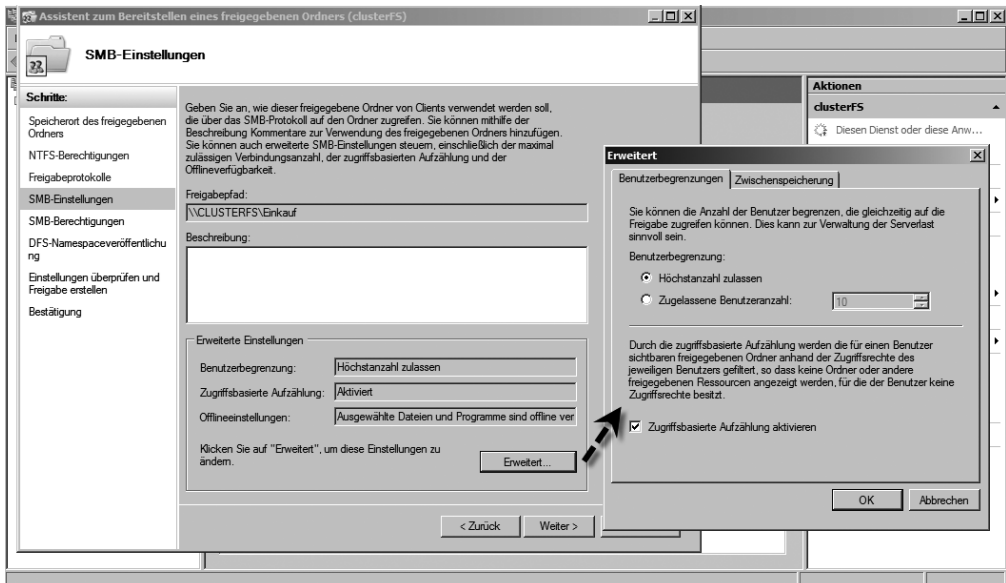 Assistent zum Bereitstellen eines freigegebenen Ordners (clusterFS)
SMB-Einstellungen
Schritte:
Speicherort des freigegebenen
Ordners
NTFS-Berechtigungen
Freigabeprotokolle
SMB-Einstellungen
SMB-Berechtigungen
DFS-Namespaceveröffentlichu
ng
Einstellungen überprüfen und
Freigabe erstellen
Bestätigung
Geben Sie an, wie dieser freigegebene Ordner von Clients verwendet werden soll,
die über das SMB-Protokoll auf den Ordner zugreifen. Sie können mithilfe der
Beschreibung Kommentare zur Verwendung des freigegebenen Ordners hinzufügen.
Sie können auch erweiterte SMB-Einstellungen steuern, einschließlich der maximal
zulässigen Verbindungsanzahl, der zugriffsbasierten Aufzählung und der
Offlineverfügbarkeit.
Freigabepfad:
\\CLUSTERFS\Einkauf
Beschreibung:
Erweiterte Einstellungen
Benutzerbegrenzung: Höchstanzahl zulassen
Zugriffsbasierte Aufzählung: Aktiviert
Offlineeinstellungen: Ausgewählte Dateien und Programme sind offline ver
Klicken Sie auf "Erweitert", um diese Einstellungen zu
ändern.
Erweitert...
< Zurück Weiter >
Aktionen
clusterFS
Diesen Dienst oder diese Anw...
Erweitert
Benutzerbegrenzungen Zwischenspeicherung
Sie können die Anzahl der Benutzer begrenzen, die gleichzeitig auf die
Freigabe zugreifen können. Dies kann zur Verwaltung der Serverlast
sinnvoll sein.
Benutzerbegrenzung:
Höchstanzahl zulassen
Zugelassene Benutzeranzahl: 10
Durch die zugriffsbasierte Aufzählung werden die für einen Benutzer
sichtbaren freigegebenen Ordner anhand der Zugriffsrechte des
jeweiligen Benutzers gefiltert, so dass keine Ordner oder andere
freigegebenen Ressourcen angezeigt werden, für die der Benutzer keine
Zugriffsrechte besitzt.
Zugriffsbasierte Aufzählung aktivieren
OK Abbrechen